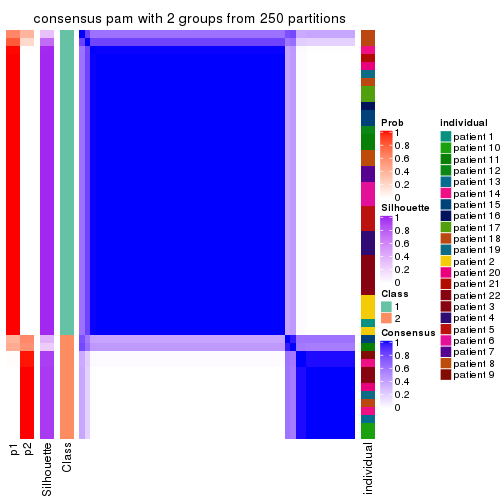 consensus pam with 2 groups from 250 partitions
Prob
1
0.8
0.6
0.4
0.2
0
Silhouette
1
0.8
0.6
0.4
0.2
0
Class
1
2
Consensus
1
0.8
0.6
0.4
0.2
0
individual
patient 1
patient 10
patient 11
patient 12
patient 13
patient 14
patient 15
patient 16
patient 17
patient 18
patient 19
patient 2
patient 20
patient 21
patient 22
patient 3
patient 4
patient 5
patient 6
patient 7
patient 8
patient 9
p1
p2
Silhouette
Class
individual